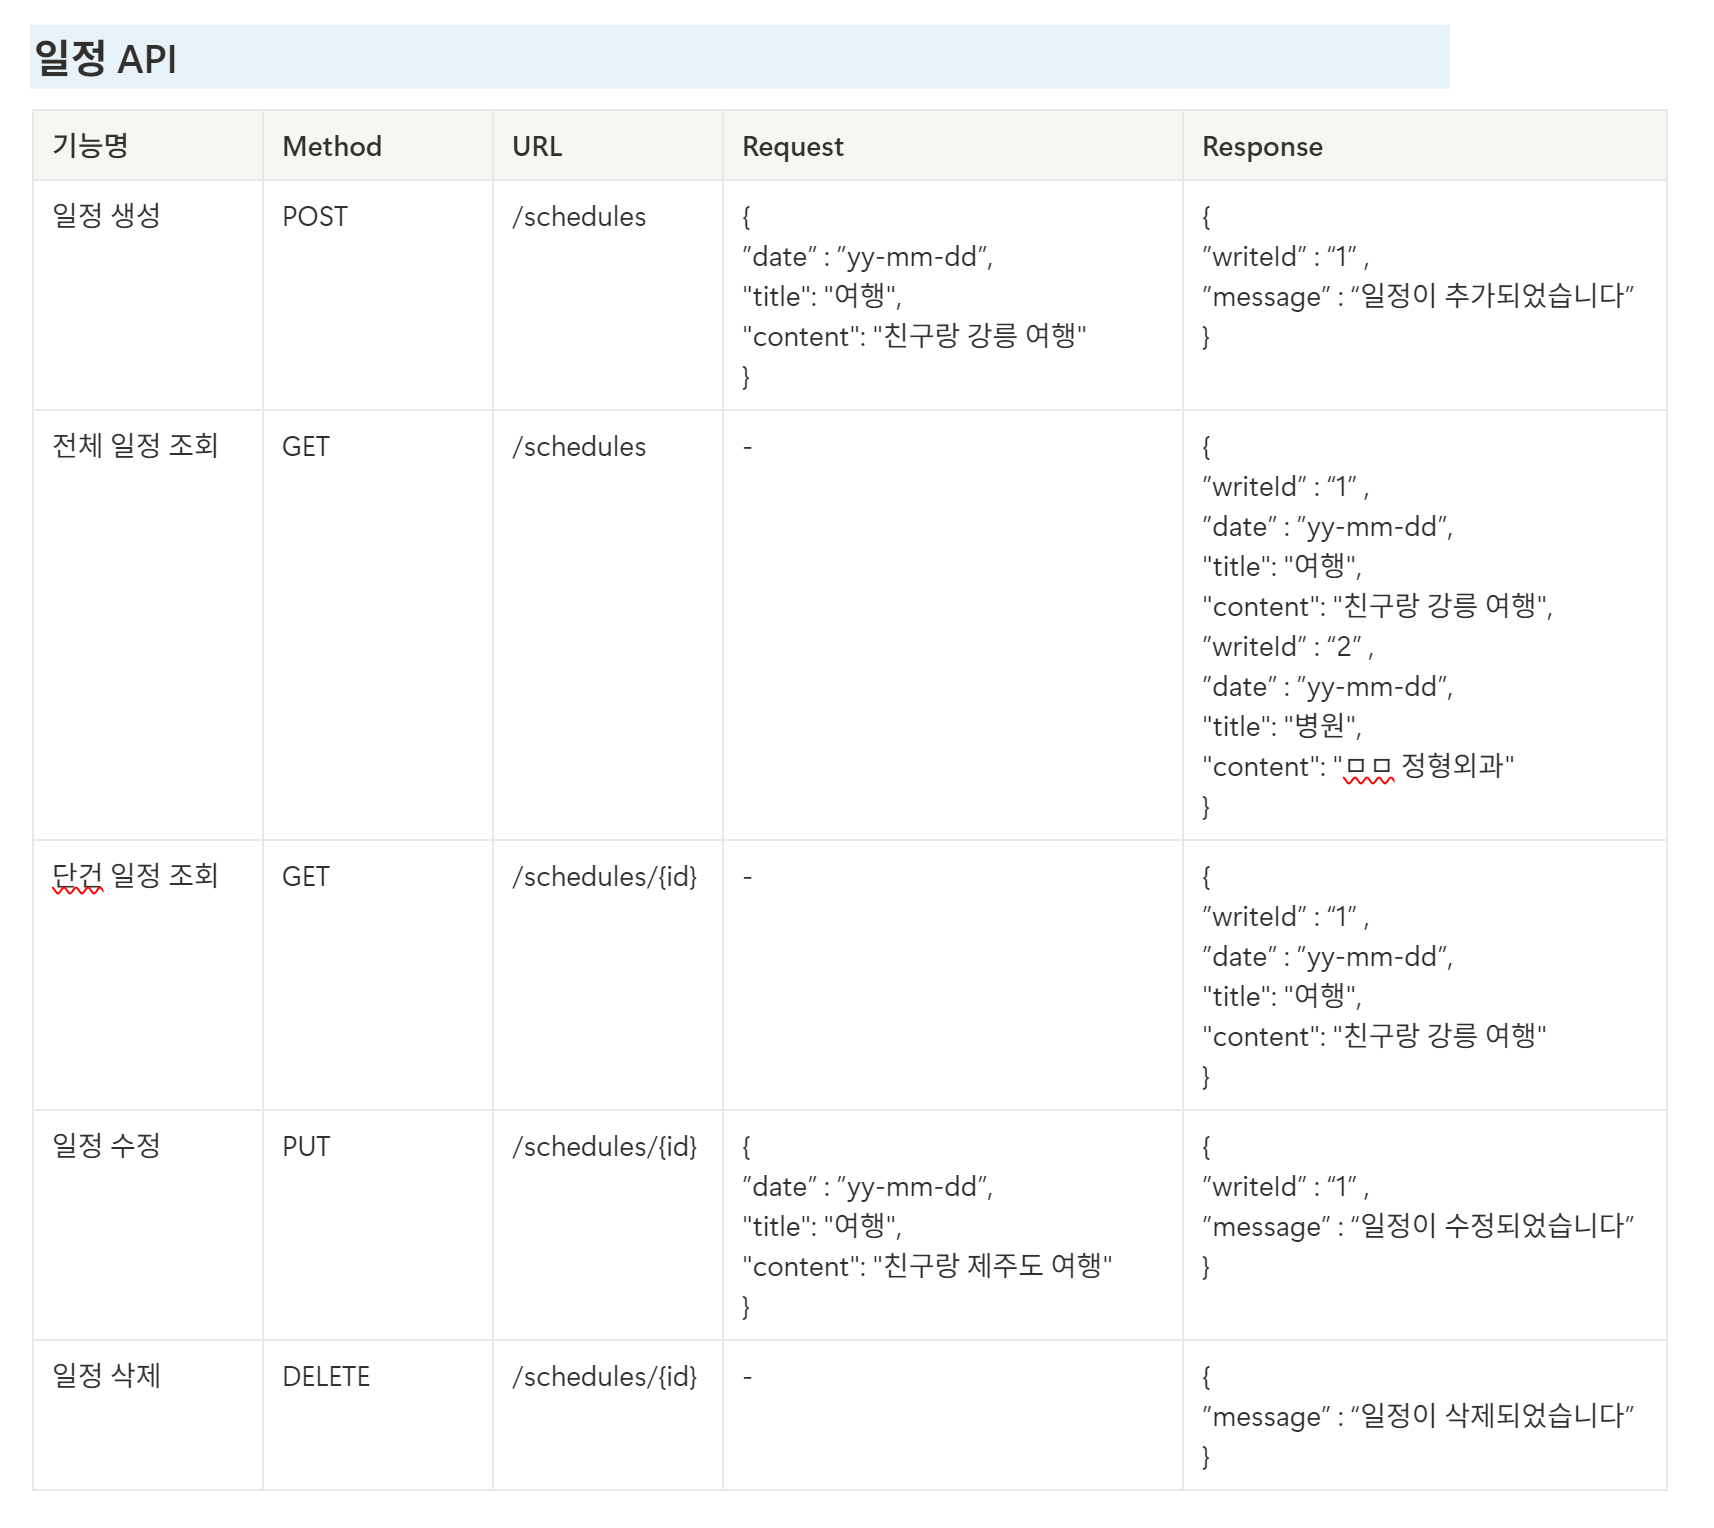 일정 API
기능명 Method URL Request Response
일정 생성 POST /schedules { {
”date” : ”yy-mm-dd”, ”writeId” : “1” ,
"title": "여행", ”message” : “일정이 추가되었습니다”
"content": "친구랑 강릉 여행" }
}
전체 일정 조회 GET /schedules - {
”writeId” : “1” ,
”date” : ”yy-mm-dd”,
"title": "여행",
"content": "친구랑 강릉 여행",
”writeId” : “2” ,
”date” : ”yy-mm-dd”,
"title": "병원",
"content": "ㅁㅁ 정형외과"
}
단건 일정 조회 GET /schedules/{id} - {
”writeId” : “1” ,
”date” : ”yy-mm-dd”,
"title": "여행",
"content": "친구랑 강릉 여행"
}
일정 수정 PUT /schedules/{id} { {
”date” : ”yy-mm-dd”, ”writeId” : “1” ,
"title": "여행", ”message” : “일정이 수정되었습니다”
"content": "친구랑 제주도 여행" }
}
일정 삭제 DELETE /schedules/{id} - {
”message” : “일정이 삭제되었습니다”
}